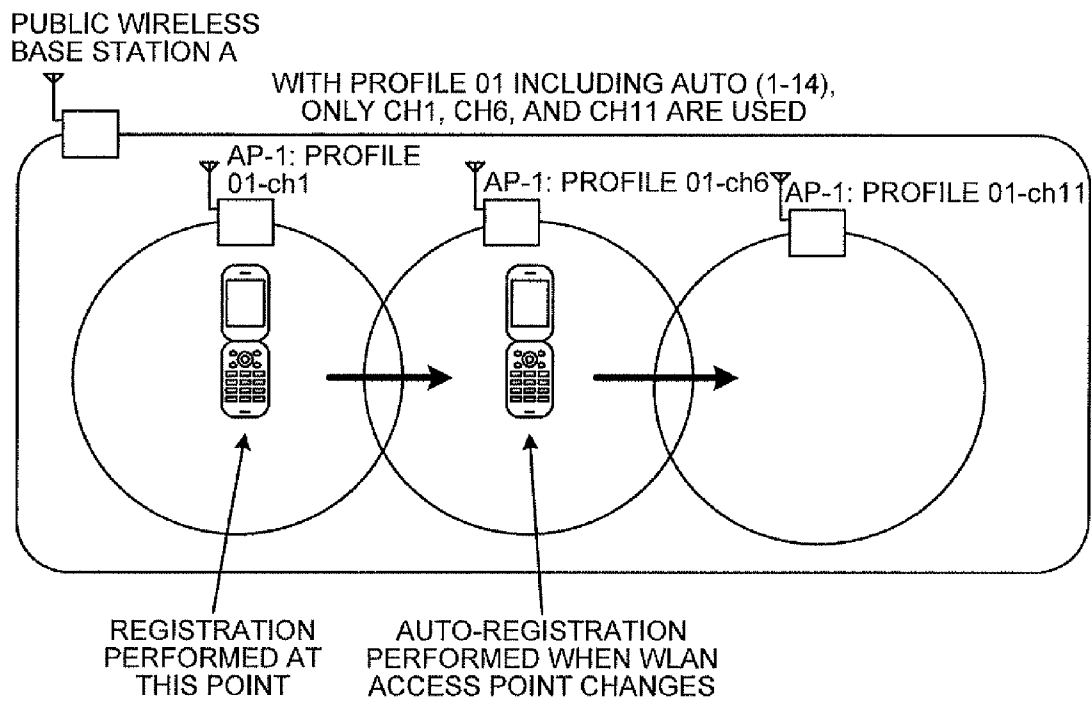 PUBLIC WIRELESS
BASE STATION A
WITH PROFILE 01 INCLUDING AUTO (1-14),
ONLY CH1, CH6, AND CH11 ARE USED
AP-1: PROFILE
01-ch1
AP-1: PROFILE 01-ch6
AP-1: PROFILE 01-ch11
REGISTRATION
PERFORMED AT
THIS POINT
AUTO-REGISTRATION
PERFORMED WHEN WLAN
ACCESS POINT CHANGES